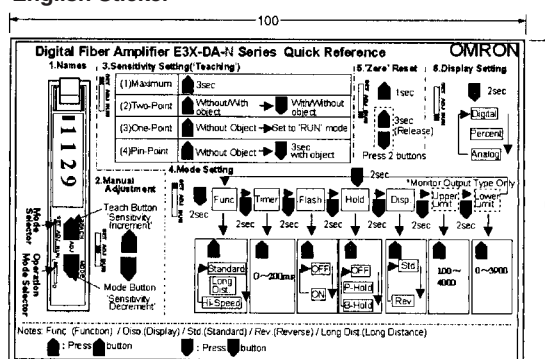 English Sticker
100
Digital Fiber Amplifier E3X-DA-N Series Quick Reference
OMRON
1.Names
1129
Mode Selector
Operation Mode Selector
2.Manual Adjustment
Teach Button
'Sensitivity Increment'
Mode Button
'Sensitivity Decrement'
3.Sensitivity Setting('Teaching')
(1)Maximum 3sec
(2)Two-Point Without/With object With/Without object
(3)One-Point Without Object Set to 'RUN' mode
(4)Pin-Point Without Object 3sec with object
5.'Zero' Reset
1sec
3sec (Release)
Press 2 buttons
6.Display Setting
2sec
Digital
Percent
Analog
4.Mode Setting
2sec
*Monitor Output Type Only
Func Timer Flash Hold Disp Upper Limit Lower Limit
2sec 2sec 2sec 2sec 2sec 2sec 2sec
Standard
Long Dist.
Hi-Speed
0～200ms
OFF
ON
OFF
P-Hold
B-Hold
Std
Rev
100～4000
0～3900
Notes: Func (Function) / Disp (Display) / Std (Standard) / Rev (Reverse) / Long Dist.(Long Distance)
: Press button : Press button